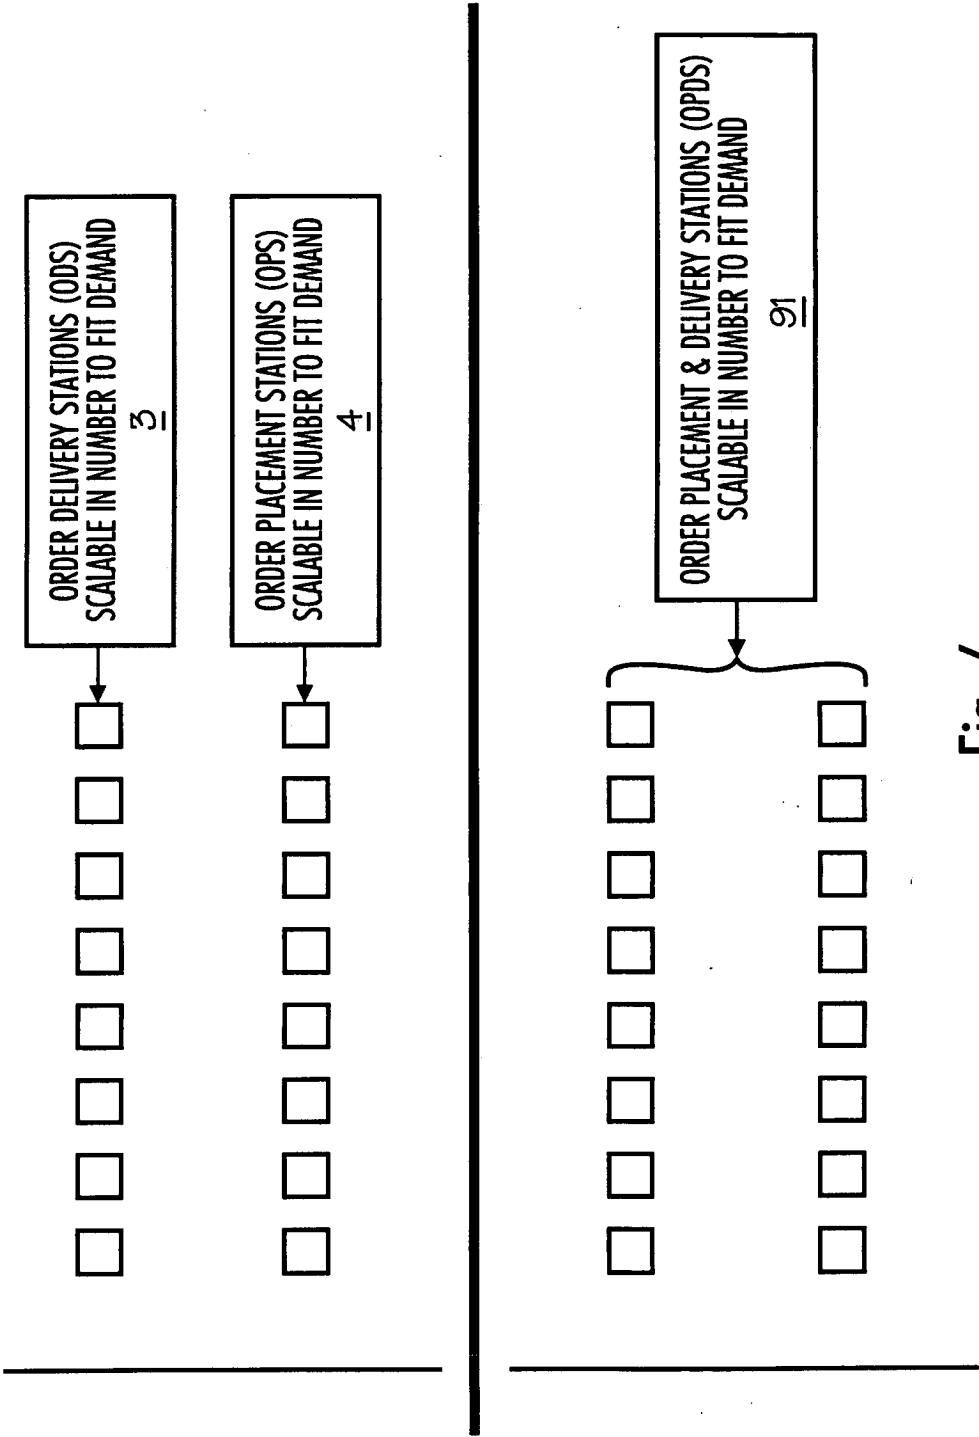 ORDER DELIVERY STATIONS (ODS)
SCALABLE IN NUMBER TO FIT DEMAND
3
ORDER PLACEMENT STATIONS (OPS)
SCALABLE IN NUMBER TO FIT DEMAND
4
ORDER PLACEMENT & DELIVERY STATIONS (OPDS)
SCALABLE IN NUMBER TO FIT DEMAND
91